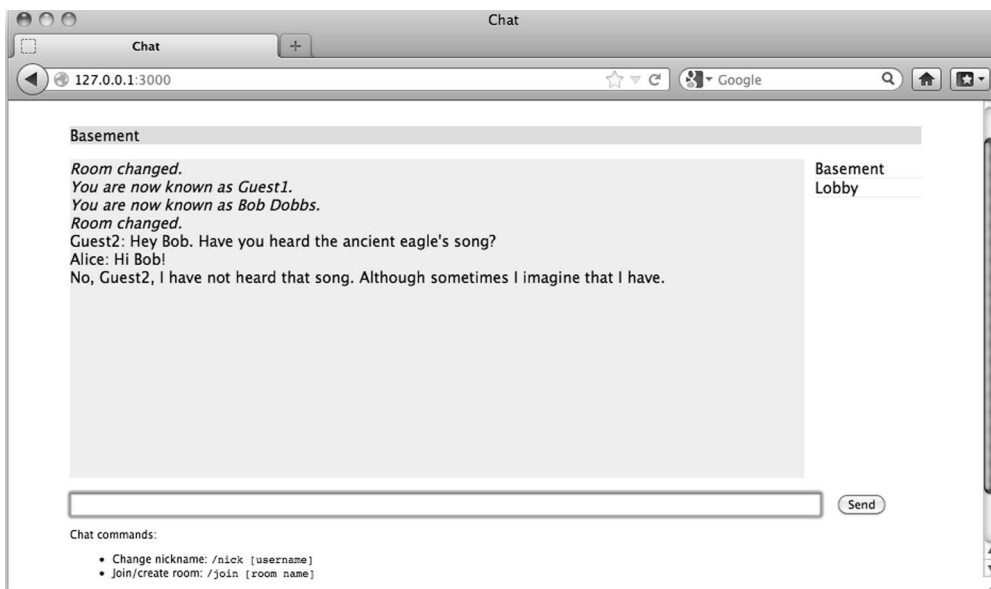 Chat
Chat
127.0.0.1:3000
Google
Basement
Room changed.
You are now known as Guest1.
You are now known as Bob Dobbs.
Room changed.
Guest2: Hey Bob. Have you heard the ancient eagle's song?
Alice: Hi Bob!
No, Guest2, I have not heard that song. Although sometimes I imagine that I have.
Basement
Lobby
Send
Chat commands:
• Change nickname: /nick [username]
• Join/create room: /join [room name]